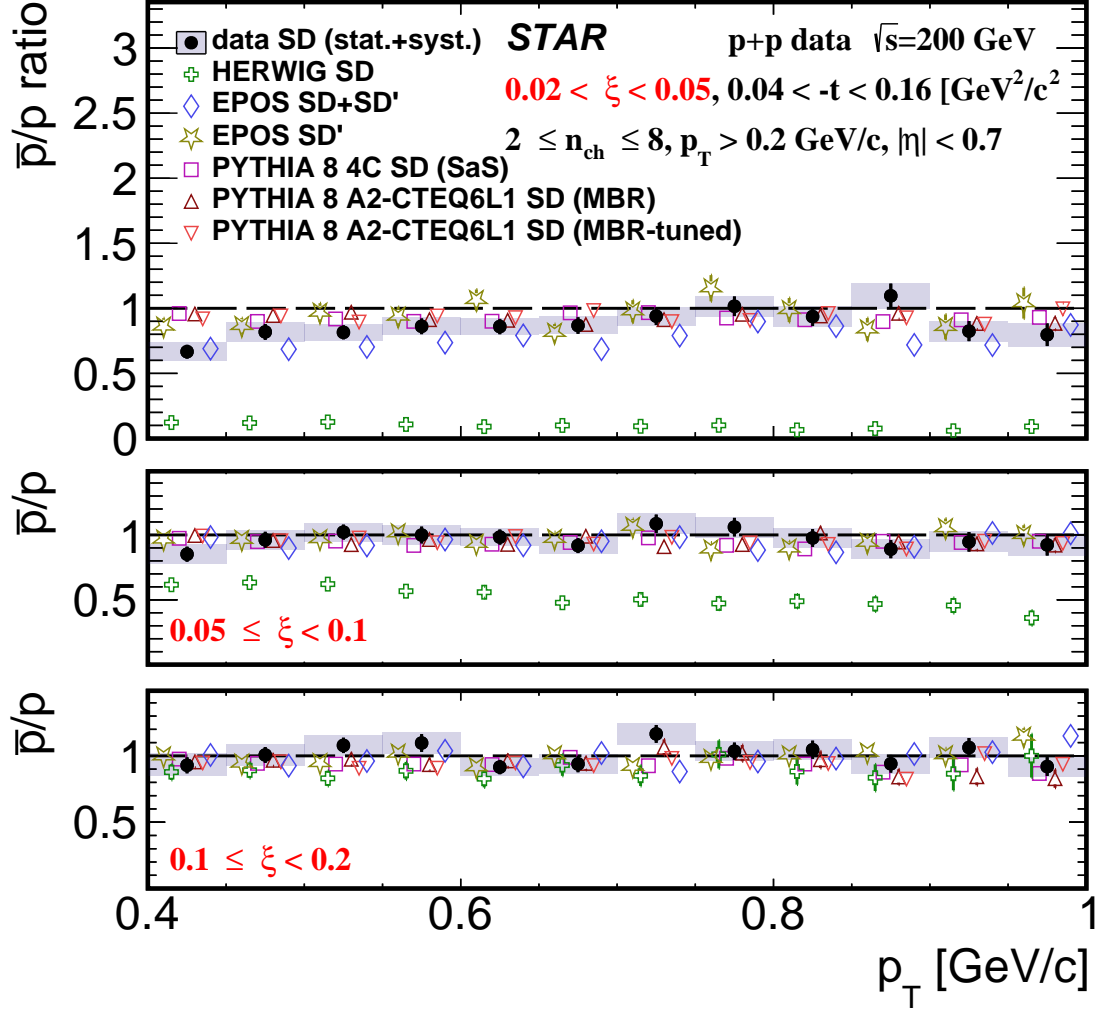 p̅/p ratio
3
2.5
2
1.5
1
0.5
0
data SD (stat.+syst.)
HERWIG SD
EPOS SD+SD'
EPOS SD'
PYTHIA 8 4C SD (SaS)
PYTHIA 8 A2-CTEQ6L1 SD (MBR)
PYTHIA 8 A2-CTEQ6L1 SD (MBR-tuned)
STAR p+p data √s=200 GeV
0.02 < ξ < 0.05, 0.04 < -t < 0.16 [GeV²/c²
2 ≤ n_ch ≤ 8, p_T > 0.2 GeV/c, |η| < 0.7
p̅/p
1
0.5
0.05 ≤ ξ < 0.1
p̅/p
1
0.5
0.1 ≤ ξ < 0.2
0.4 0.6 0.8 1
p_T [GeV/c]